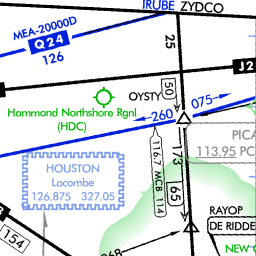 IRUBE ZYDCO
MEA-20000D
Q24
126
25
J2
OYSTY
50
075
260
Hammond Northshore Rgnl
(HDC)
PICA
113.95 PC
116.7 MCB 114
173
HOUSTON
Lacombe
126.875 327.05
65
RAYOP
DE RIDDE
154
268
NEW O